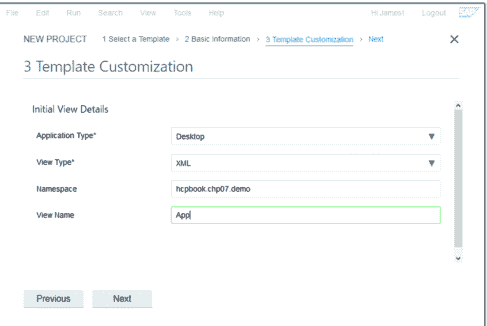 File Edit Run Search View Tools Help Hi James! Logout
NEW PROJECT 1 Select a Template > 2 Basic Information > 3 Template Customization > Next ×
3 Template Customization
Initial View Details
Application Type* Desktop
View Type* XML
Namespace hcpbook.chp07.demo
View Name App
Previous Next